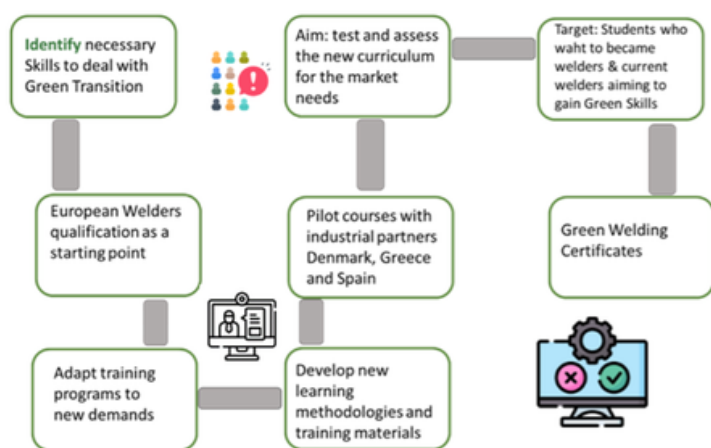 Identify necessary
Skills to deal with
Green Transition
European Welders
qualification as a
starting point
Adapt training
programs to
new demands
Develop new
learning
methodologies and
training materials
Pilot courses with
industrial partners
Denmark, Greece
and Spain
Aim: test and assess
the new curriculum
for the market
needs
Target: Students who
waht to became
welders & current
welders aiming to
gain Green Skills
Green Welding
Certificates